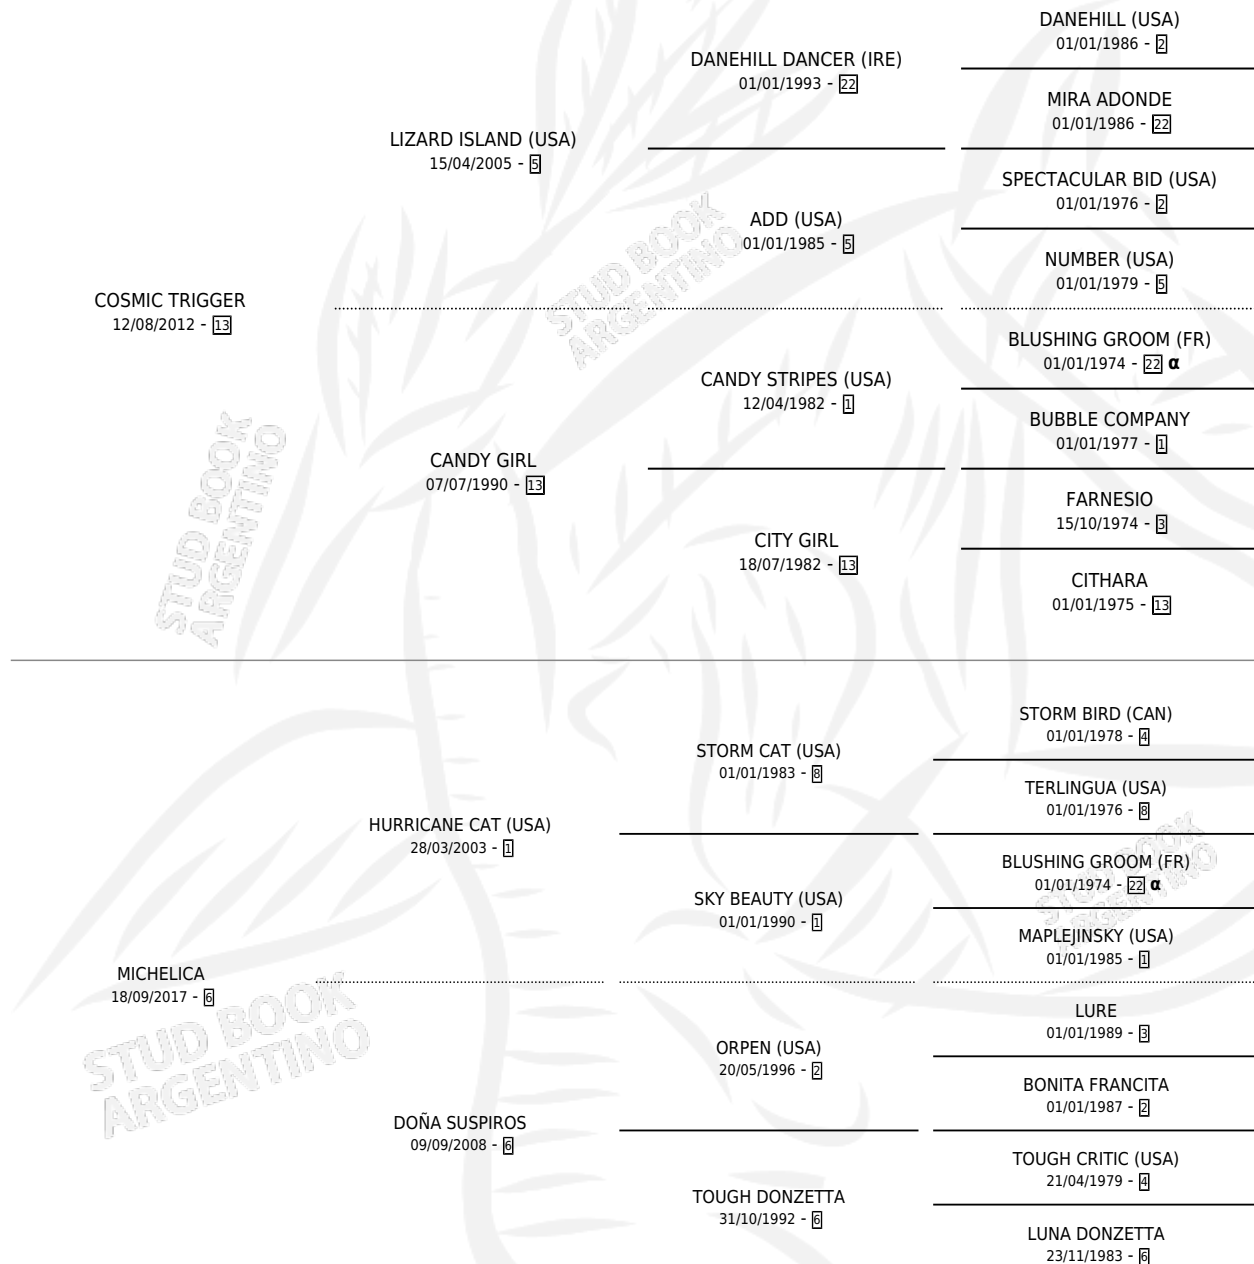 DANEHILL (USA)
01/01/1986 - 2
DANEHILL DANCER (IRE)
01/01/1993 - 22
MIRA ADONDE
01/01/1986 - 22
LIZARD ISLAND (USA)
15/04/2005 - 5
SPECTACULAR BID (USA)
01/01/1976 - 2
ADD (USA)
01/01/1985 - 5
NUMBER (USA)
01/01/1979 - 5
COSMIC TRIGGER
12/08/2012 - 13
BLUSHING GROOM (FR)
01/01/1974 - 22 α
CANDY STRIPES (USA)
12/04/1982 - 1
BUBBLE COMPANY
01/01/1977 - 1
CANDY GIRL
07/07/1990 - 13
FARNESIO
15/10/1974 - 3
CITY GIRL
18/07/1982 - 13
CITHARA
01/01/1975 - 13
STORM BIRD (CAN)
01/01/1978 - 4
STORM CAT (USA)
01/01/1983 - 8
TERLINGUA (USA)
01/01/1976 - 8
HURRICANE CAT (USA)
28/03/2003 - 1
BLUSHING GROOM (FR)
01/01/1974 - 22 α
SKY BEAUTY (USA)
01/01/1990 - 1
MAPLEJINSKY (USA)
01/01/1985 - 1
MICHELICA
18/09/2017 - 6
LURE
01/01/1989 - 3
ORPEN (USA)
20/05/1996 - 2
BONITA FRANCITA
01/01/1987 - 2
DOÑA SUSPIROS
09/09/2008 - 6
TOUGH CRITIC (USA)
21/04/1979 - 4
TOUGH DONZETTA
31/10/1992 - 6
LUNA DONZETTA
23/11/1983 - 6
STUD BOOK
ARGENTINO
STUD BOOK
ARGENTINO
STUD BOOK
ARGENTINO
STUD BOOK
ARGENTINO